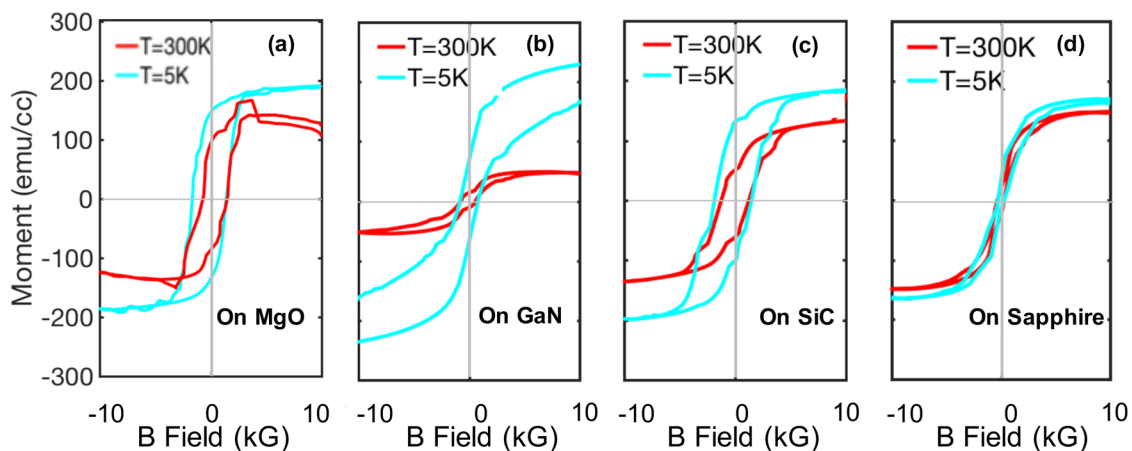 300
200
100
0
-100
-200
-300
Moment (emu/cc)
T=300K (a)
T=5K
On MgO
T=300K (b)
T=5K
On GaN
T=300K (c)
T=5K
On SiC
T=300K (d)
T=5K
On Sapphire
-10 0 10 -10 0 10 -10 0 10 -10 0 10
B Field (kG) B Field (kG) B Field (kG) B Field (kG)